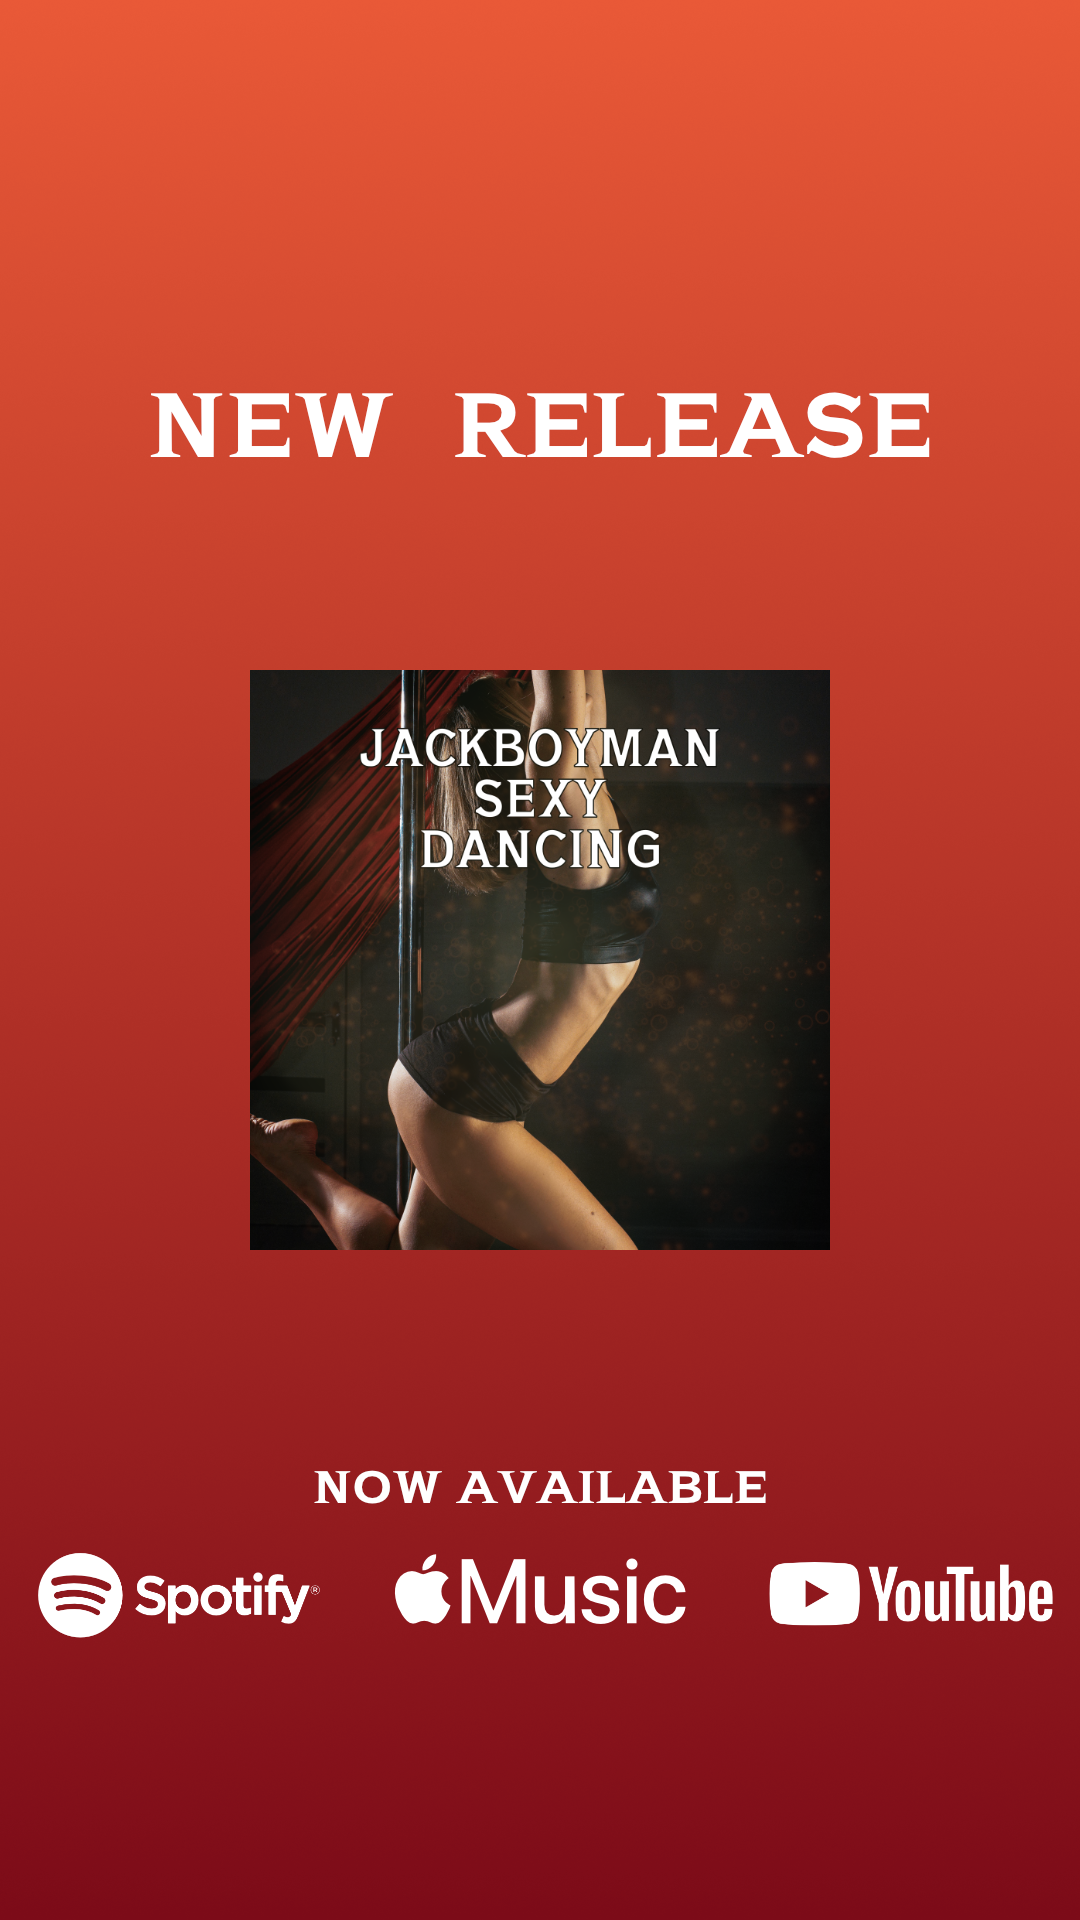 NEW RELEASE
JACKBOYMAN
SEXY
DANCING
NOW AVAILABLE
Spotify® Music YouTube